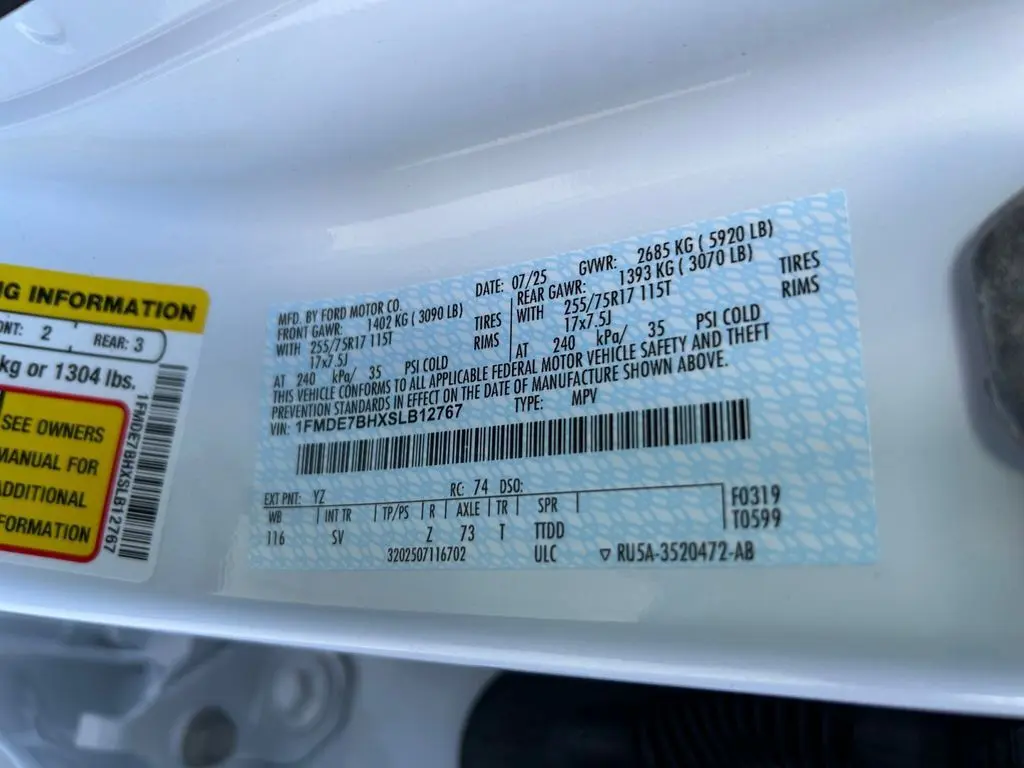 NG INFORMATION
ONT: 2 REAR: 3
kg or 1304 lbs.
SEE OWNERS
MANUAL FOR
ADDITIONAL
FORMATION
1FMDE7BHXSLB12767
MFD. BY FORD MOTOR CO. DATE: 07/25 GVWR: 2685 KG ( 5920 LB)
FRONT GAWR: 1402 KG ( 3090 LB) REAR GAWR: 1393 KG ( 3070 LB)
WITH 255/75R17 115T TIRES WITH 255/75R17 115T TIRES
17x7.5J RIMS 17x7.5J RIMS
AT 240 kPa/ 35 PSI COLD AT 240 kPa/ 35 PSI COLD
THIS VEHICLE CONFORMS TO ALL APPLICABLE FEDERAL MOTOR VEHICLE SAFETY AND THEFT
PREVENTION STANDARDS IN EFFECT ON THE DATE OF MANUFACTURE SHOWN ABOVE.
VIN: 1FMDE7BHXSLB12767 TYPE: MPV
EXT PNT: YZ RC: 74 DSO:
WB INT TR TP/PS R AXLE TR SPR F0319
116 SV Z 73 T TTDD T0599
3202507116702 ULC ▽ RU5A-3520472-AB